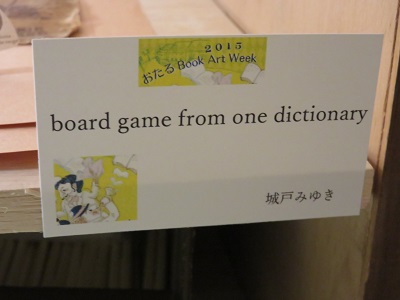 2015
おたる Book Art Week
board game from one dictionary
城戸みゆき